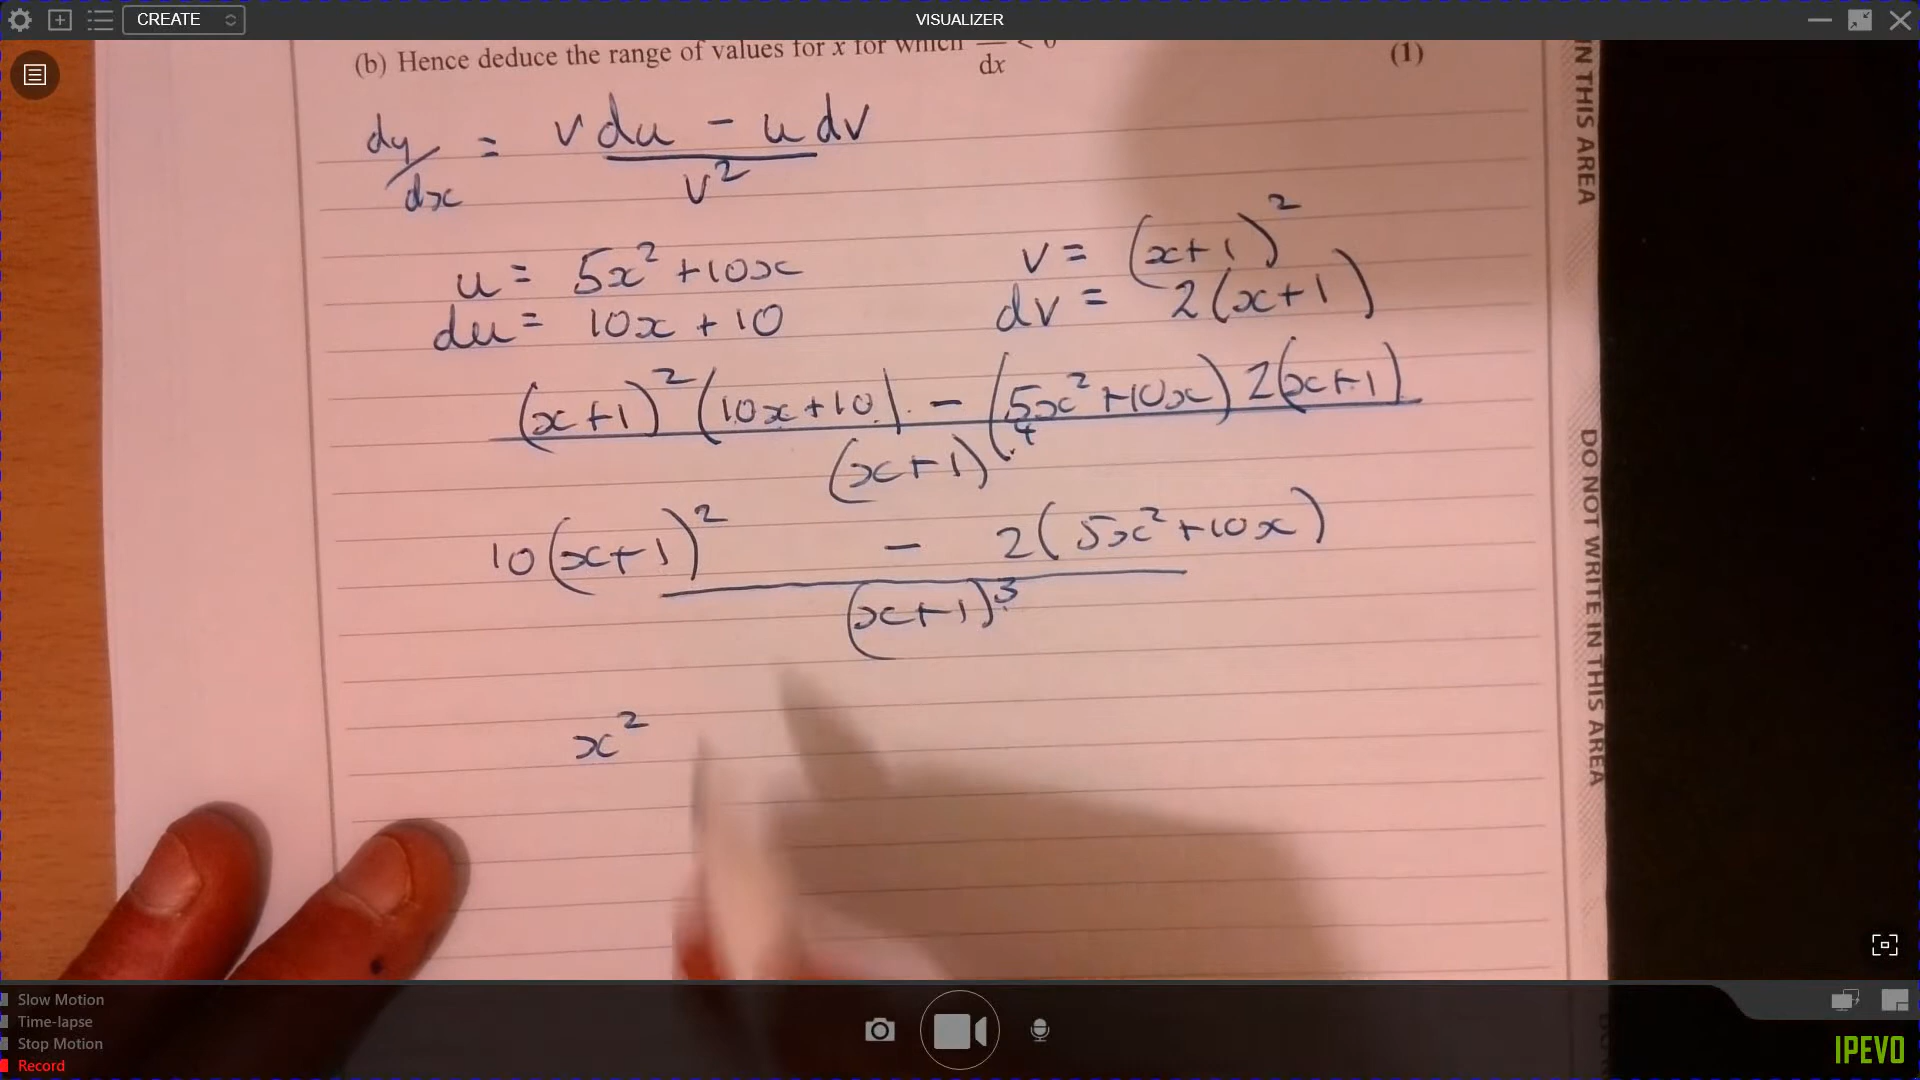 CREATE
VISUALIZER
(b) Hence deduce the range of values for x for which — < 0
dx
(1)
dy/dx = (v du - u dv)/v²
u = 5x² + 10x
v = (x+1)²
du = 10x + 10
dv = 2(x+1)
((x+1)²(10x+10) - (5x²+10x) 2(x+1))/(x+1)⁴
(10(x+1)² - 2(5x²+10x))/(x+1)³
x²
N THIS AREA
DO NOT WRITE IN THIS AREA
Slow Motion
Time-lapse
Stop Motion
Record
IPEVO